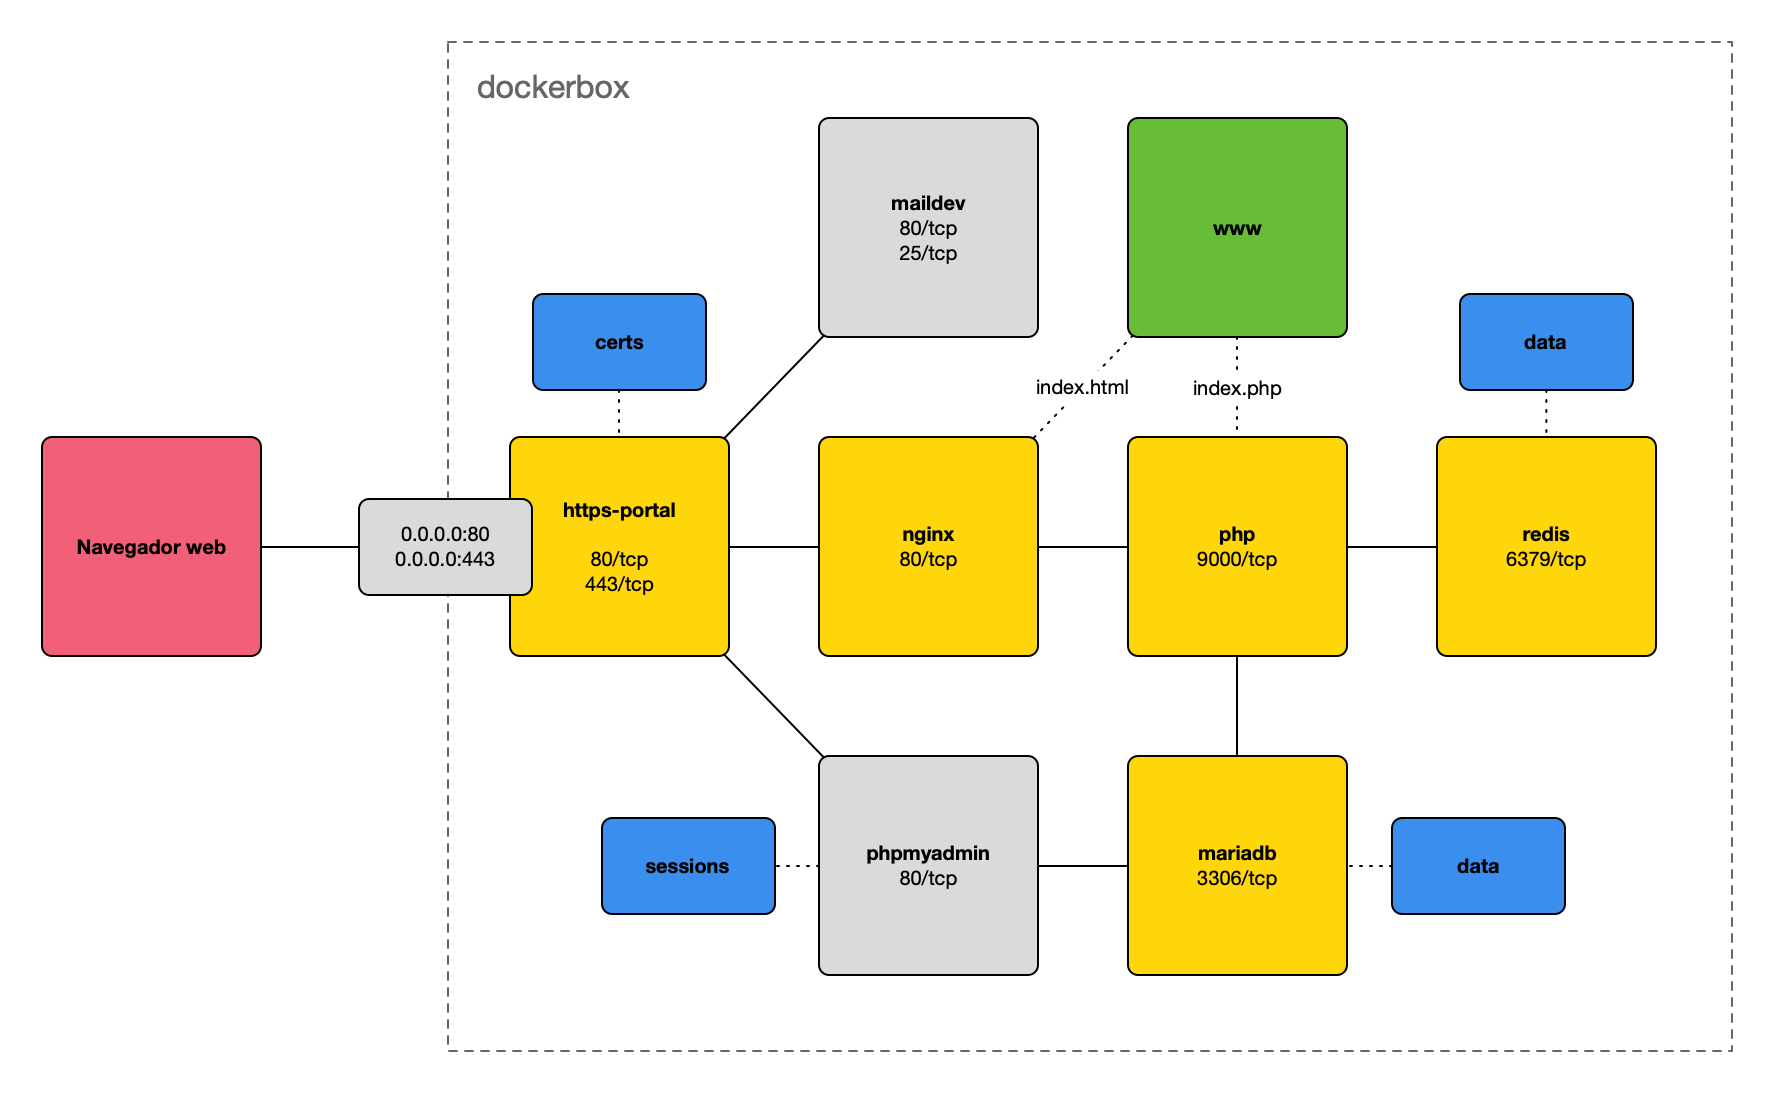 dockerbox
maildev
80/tcp
25/tcp
www
certs
data
index.html
index.php
Navegador web
0.0.0.0:80
0.0.0.0:443
https-portal
80/tcp
443/tcp
nginx
80/tcp
php
9000/tcp
redis
6379/tcp
sessions
phpmyadmin
80/tcp
mariadb
3306/tcp
data